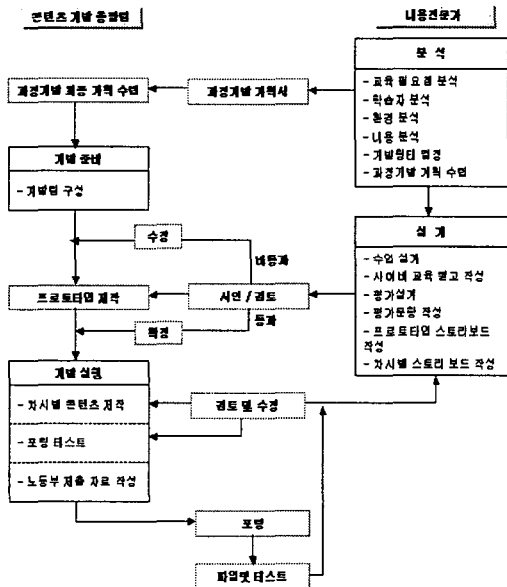 콘텐츠 개발 총괄팀
내용전문가
분 석
- 교육 필요점 분석
- 학습자 분석
- 환경 분석
- 내용 분석
- 개발원리 법정
- 과정개발 계획 수립
과정개발 계획서
과정개발 최종 계획 수립
개발 준비
- 개발팀 구성
수정
비통과
프로토타입 제작
시연 / 검토
통과
확정
설 계
- 수업 설계
- 사이버 교육 원고 작성
- 평가설계
- 평가문항 작성
- 프로토타입 스토리보드
작성
- 차시별 스토리 보드 작성
개발 실행
- 차시별 콘텐츠 제작
- 포팅 테스트
- 노동부 제출 자료 작성
검토 및 수정
포팅
파일럿 테스트